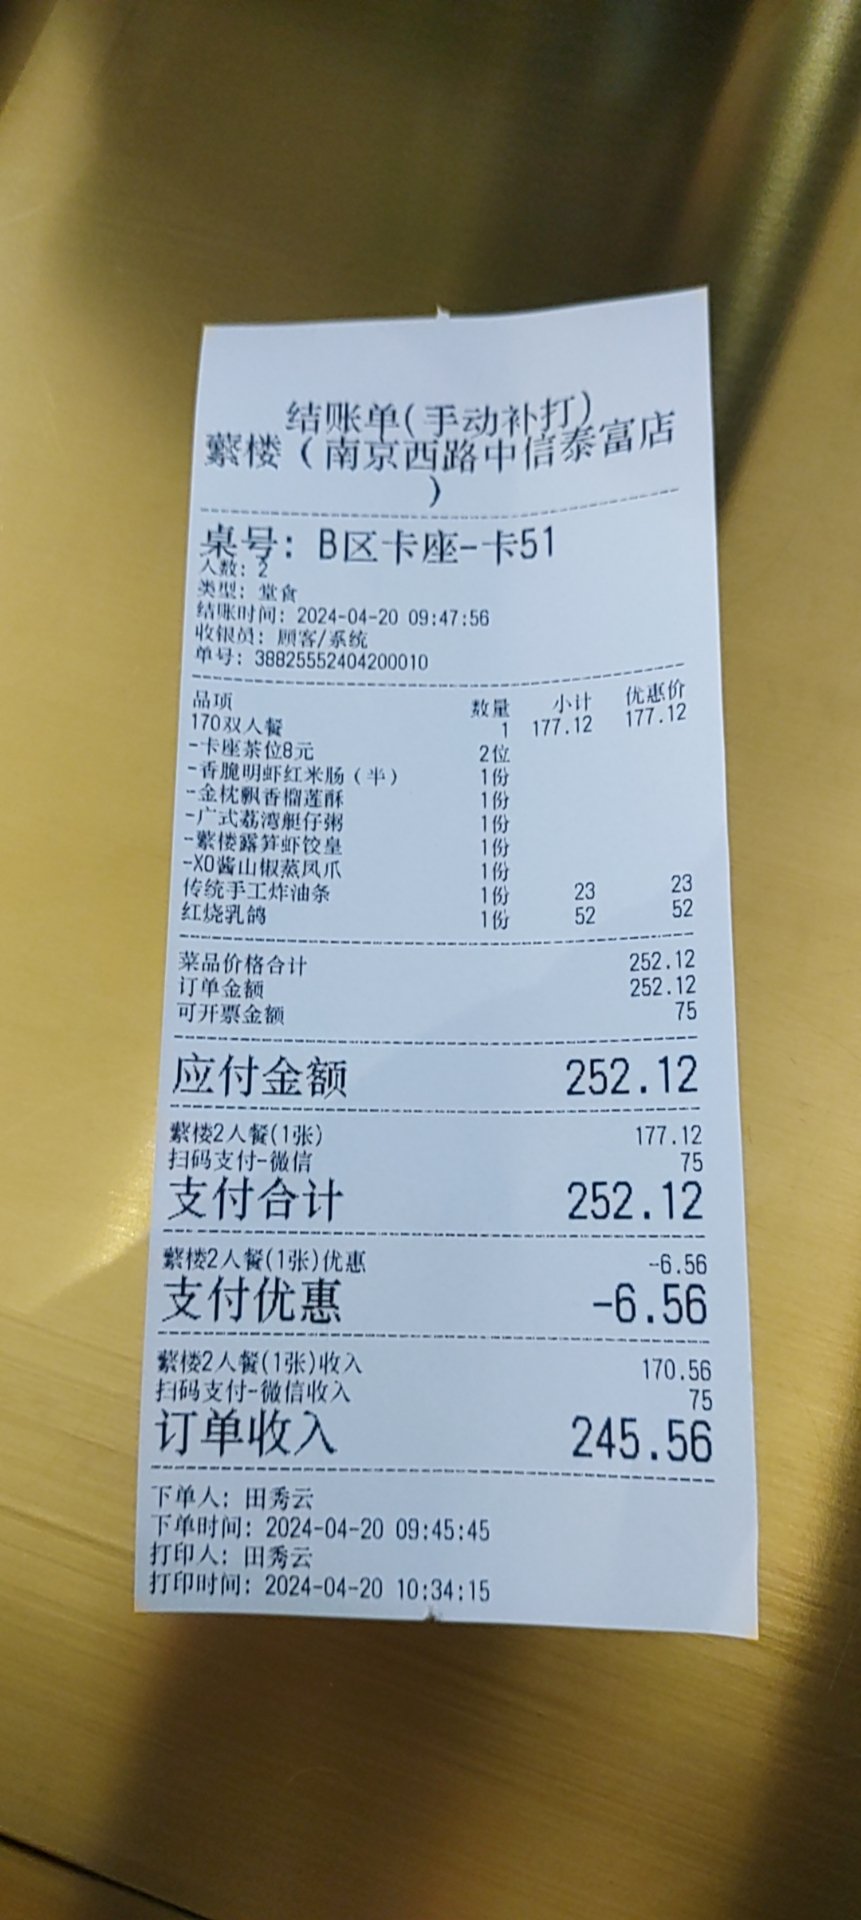 结账单(手动补打)
蘩楼（南京西路中信泰富店
）
桌号: B区卡座-卡51
人数: 2
类型: 堂食
结账时间: 2024-04-20 09:47:56
收银员: 顾客/系统
单号: 38825552404200010
品项 数量 小计 优惠价
170双人餐 1 177.12 177.12
-卡座茶位8元 2位
-香脆明虾红米肠（半） 1份
-金枕飘香榴莲酥 1份
-广式荔湾艇仔粥 1份
-蘩楼露笋虾饺皇 1份
-XO酱山椒蒸凤爪 1份
传统手工炸油条 1份 23 23
红烧乳鸽 1份 52 52
菜品价格合计 252.12
订单金额 252.12
可开票金额 75
应付金额 252.12
蘩楼2人餐(1张) 177.12
扫码支付-微信 75
支付合计 252.12
蘩楼2人餐(1张)优惠 -6.56
支付优惠 -6.56
蘩楼2人餐(1张)收入 170.56
扫码支付-微信收入 75
订单收入 245.56
下单人: 田秀云
下单时间: 2024-04-20 09:45:45
打印人: 田秀云
打印时间: 2024-04-20 10:34:15